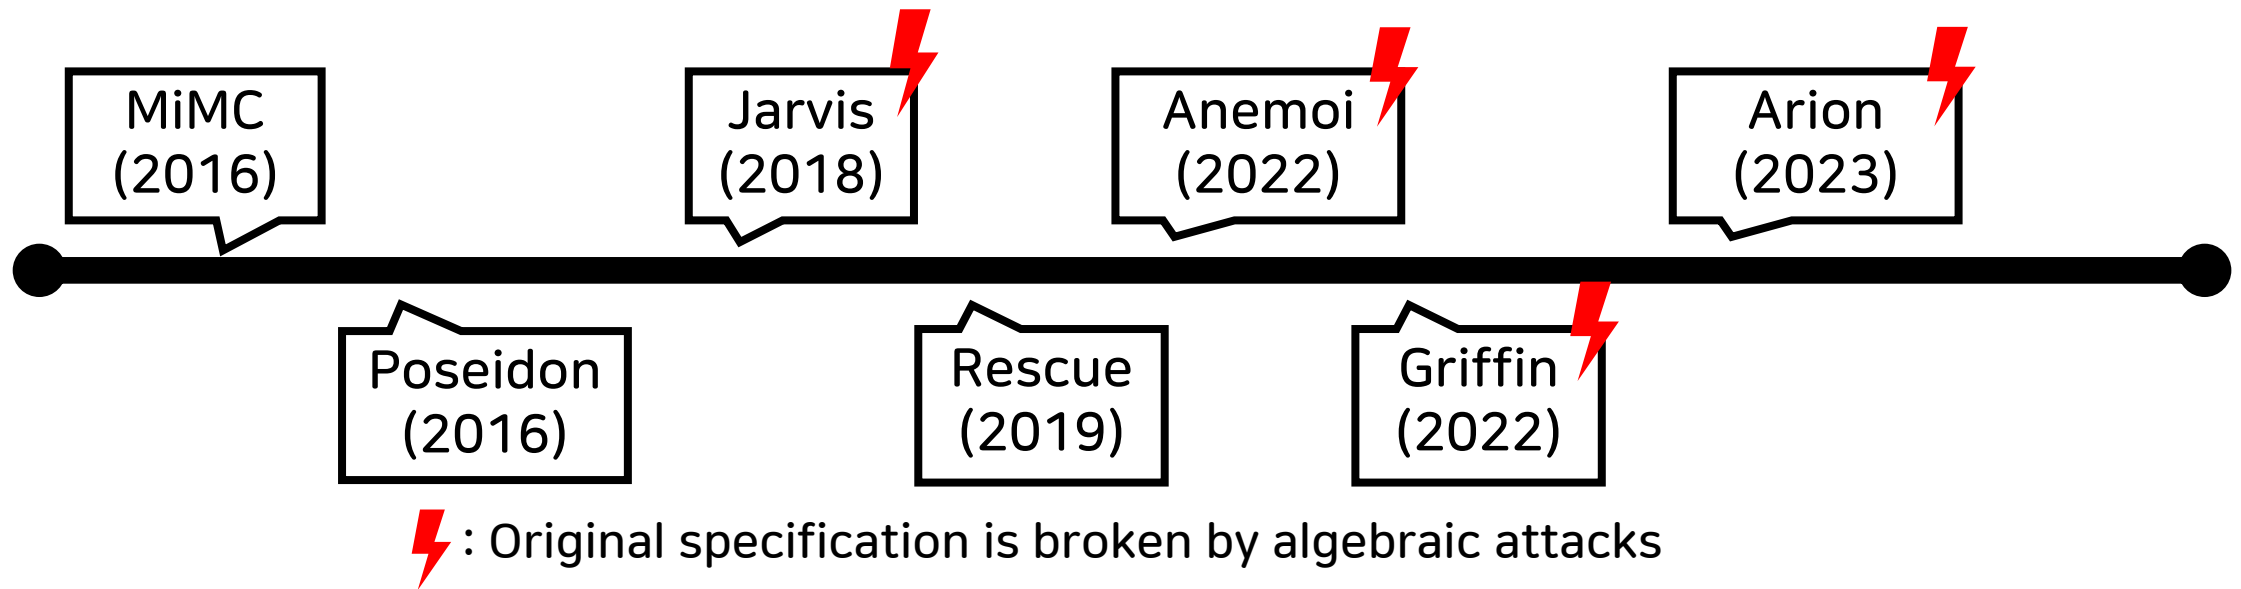 MiMC
(2016)
Jarvis
(2018)
Anemoi
(2022)
Arion
(2023)
Poseidon
(2016)
Rescue
(2019)
Griffin
(2022)
: Original specification is broken by algebraic attacks